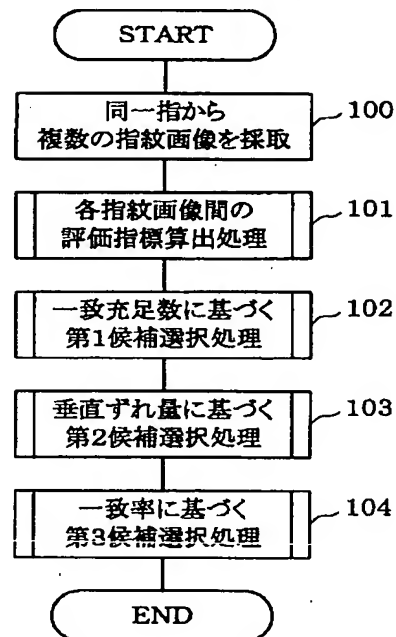 START
同一指から
複数の指紋画像を採取
100
各指紋画像間の
評価指標算出処理
101
一致充足数に基づく
第1候補選択処理
102
垂直ずれ量に基づく
第2候補選択処理
103
一致率に基づく
第3候補選択処理
104
END